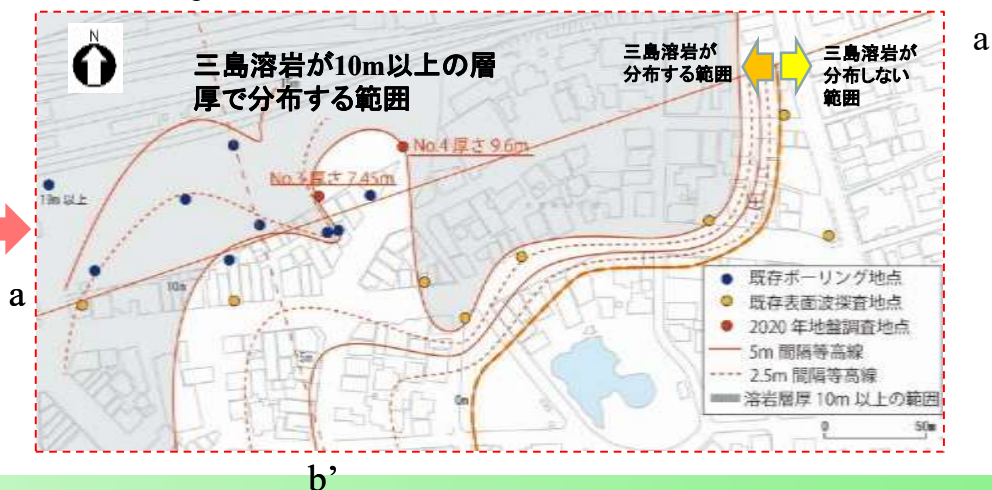 N
三島溶岩が10m以上の層
厚で分布する範囲
三島溶岩が
分布する範囲
三島溶岩が
分布しない
範囲
a
No.4 厚さ 9.6m
No.3 厚さ 7.45m
以上
10m
a
5m
0m
既存ボーリング地点
既存表面波探査地点
2020 年地盤調査地点
5m 間隔等高線
2.5m 間隔等高線
溶岩層厚 10m 以上の範囲
0
50m
b’